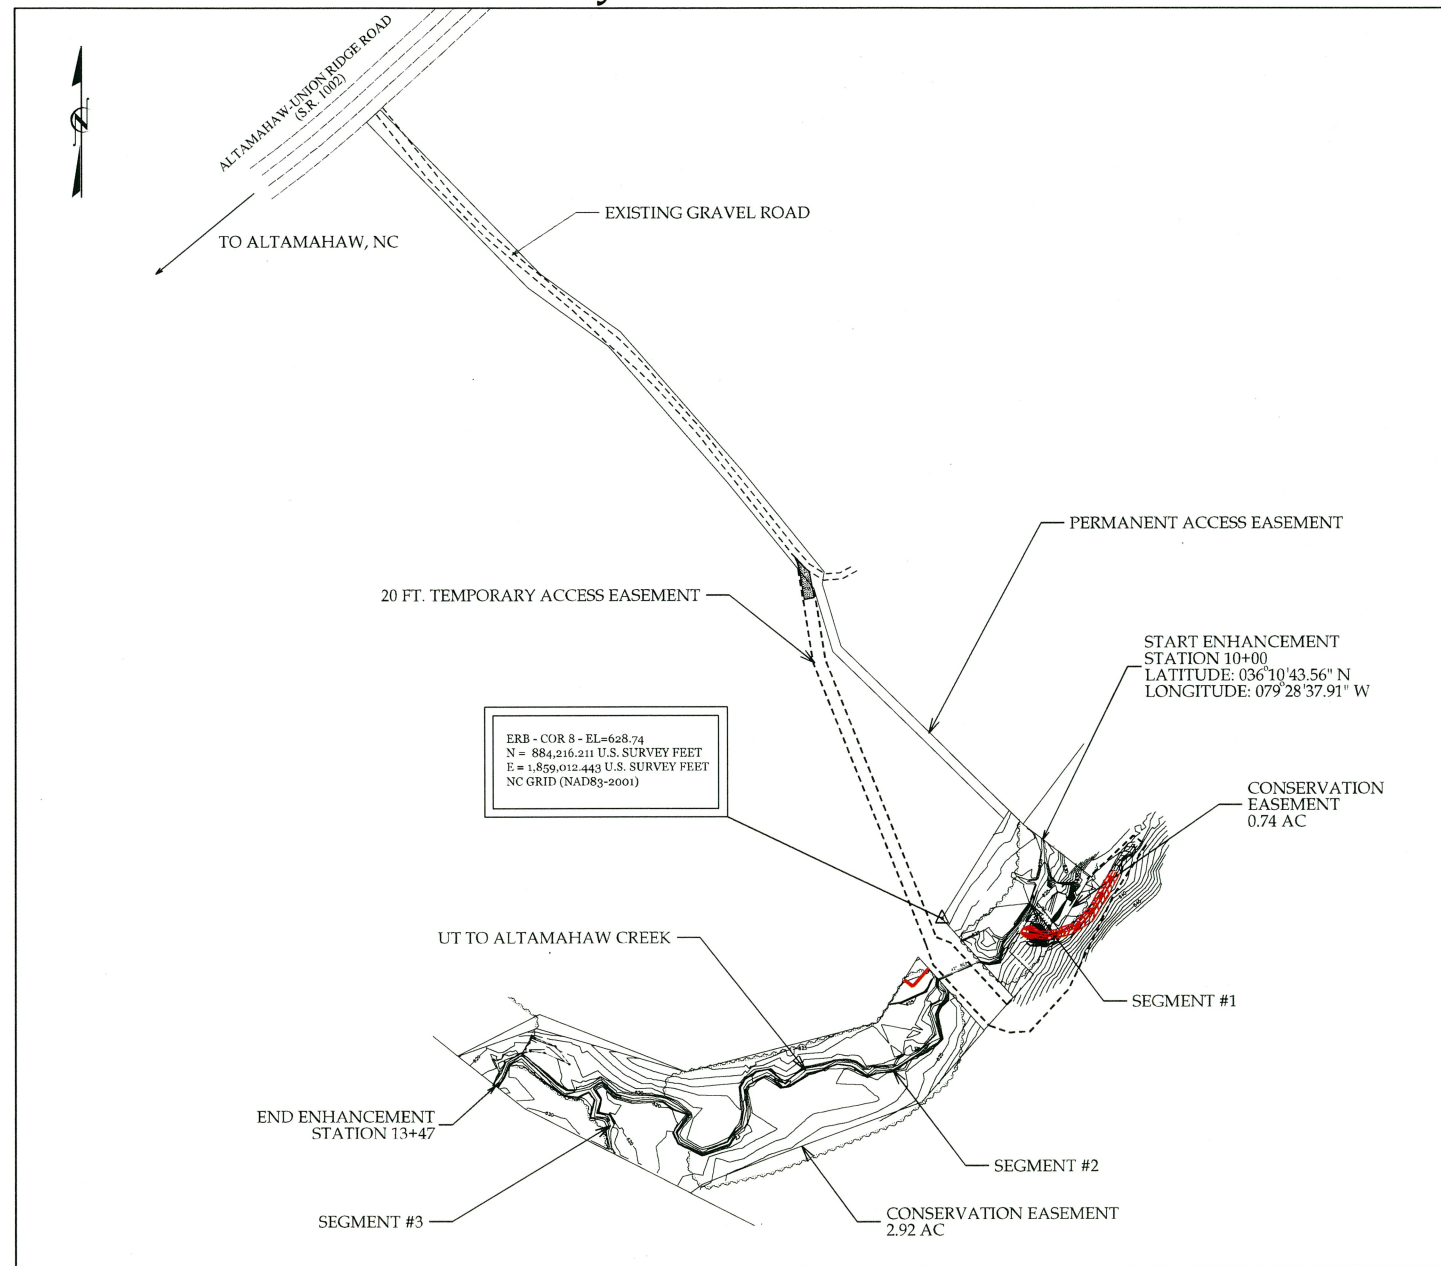 ALTAMAHAW-UNION RIDGE ROAD
(S.R. 1002)
TO ALTAMAHAW, NC
EXISTING GRAVEL ROAD
PERMANENT ACCESS EASEMENT
20 FT. TEMPORARY ACCESS EASEMENT
START ENHANCEMENT
STATION 10+00
LATITUDE: 036°10'43.56" N
LONGITUDE: 079°28'37.91" W
ERB - COR 8 - EL=628.74
N = 884,216.211 U.S. SURVEY FEET
E = 1,859,012.443 U.S. SURVEY FEET
NC GRID (NAD83-2001)
CONSERVATION
EASEMENT
0.74 AC
UT TO ALTAMAHAW CREEK
SEGMENT #1
END ENHANCEMENT
STATION 13+47
SEGMENT #2
SEGMENT #3
CONSERVATION EASEMENT
2.92 AC